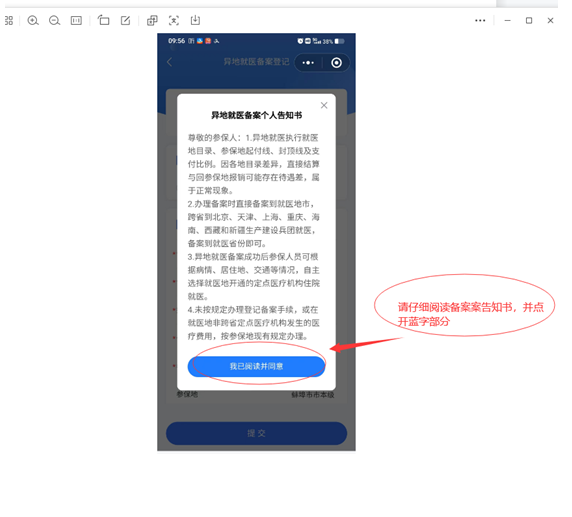 09:56
38%
异地就医备案登记
异地就医备案个人告知书
尊敬的参保人：1.异地就医执行就医
地目录、参保地起付线、封顶线及支
付比例。因各地目录差异，直接结算
与回参保地报销可能存在待遇差，属
于正常现象。
2.办理备案时直接备案到就医地市，
跨省到北京、天津、上海、重庆、海
南、西藏和新疆生产建设兵团就医，
备案到就医省份即可。
3.异地就医备案成功后参保人员可根
据病情、居住地、交通等情况，自主
选择就医地开通的定点医疗机构住院
就医。
4.未按规定办理登记备案手续，或在
就医地非跨省定点医疗机构发生的医
疗费用，按参保地现有规定办理。
我已阅读并同意
请仔细阅读备案案告知书，并点
开蓝字部分
参保地 蚌埠市市本级
提交